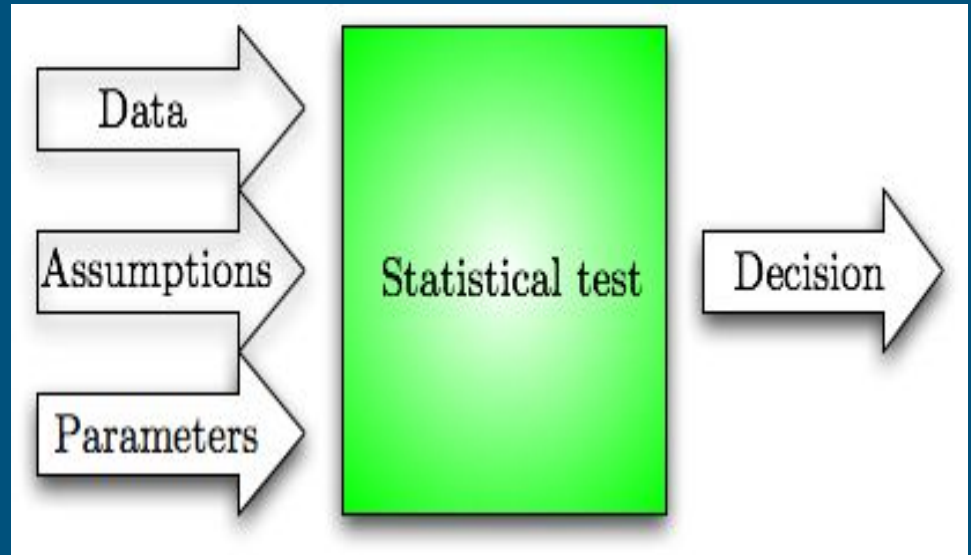 Data
Assumptions
Parameters
Statistical test
Decision